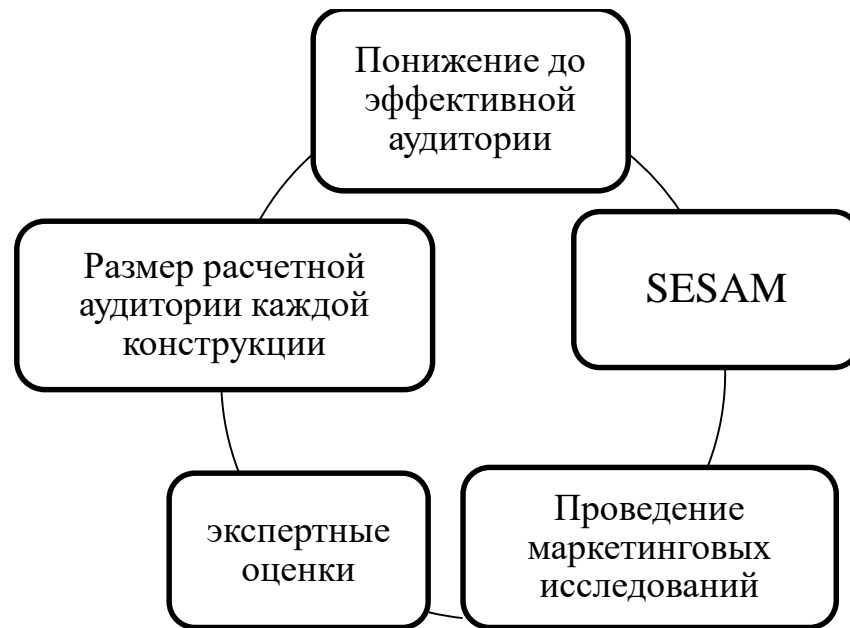 Понижение до
эффективной
аудитории
SESAM
Проведение
маркетинговых
исследований
экспертные
оценки
Размер расчетной
аудитории каждой
конструкции